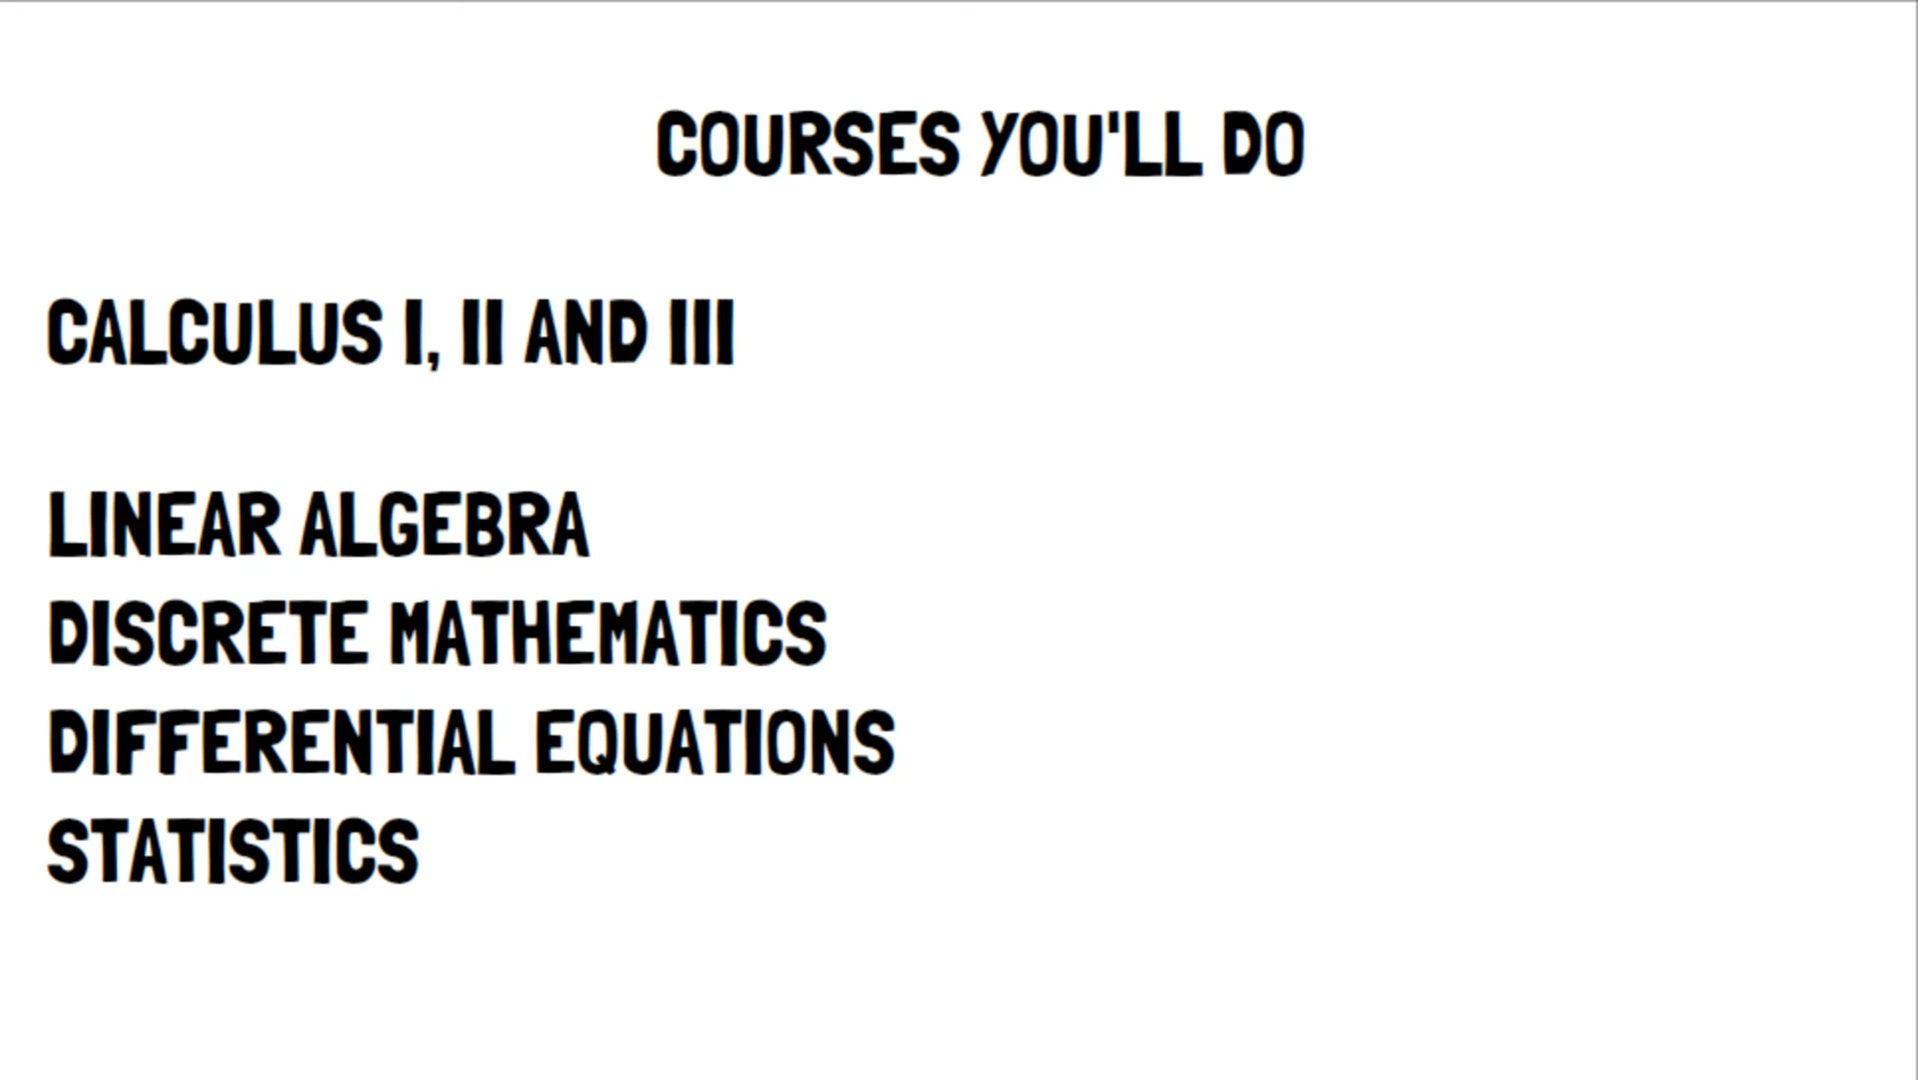 COURSES YOU'LL DO
CALCULUS I, II AND III
LINEAR ALGEBRA
DISCRETE MATHEMATICS
DIFFERENTIAL EQUATIONS
STATISTICS